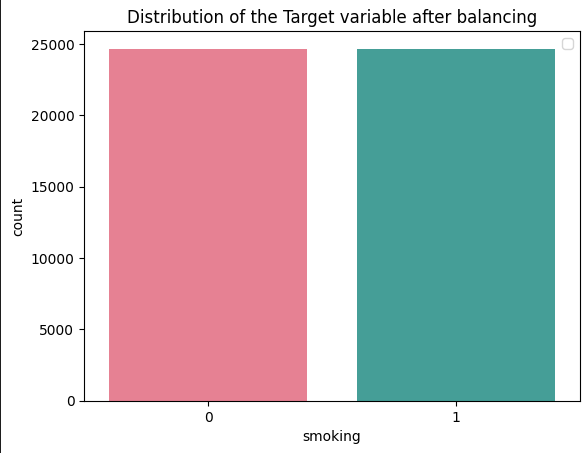 Distribution of the Target variable after balancing
25000
20000
15000
10000
5000
0
count
0 1
smoking